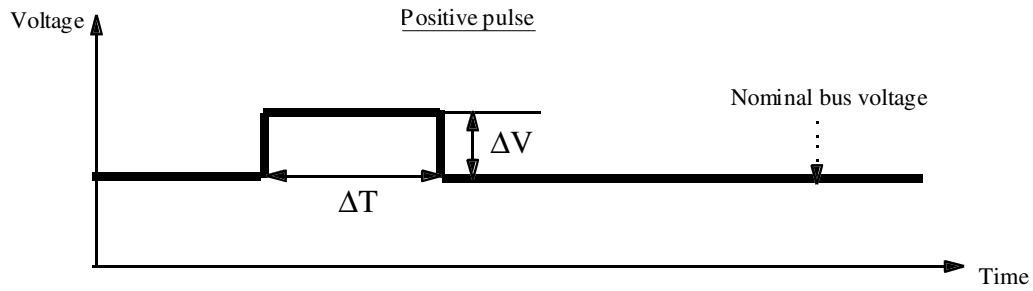 Positive pulse
Voltage
Nominal bus voltage
ΔV
ΔT
Time